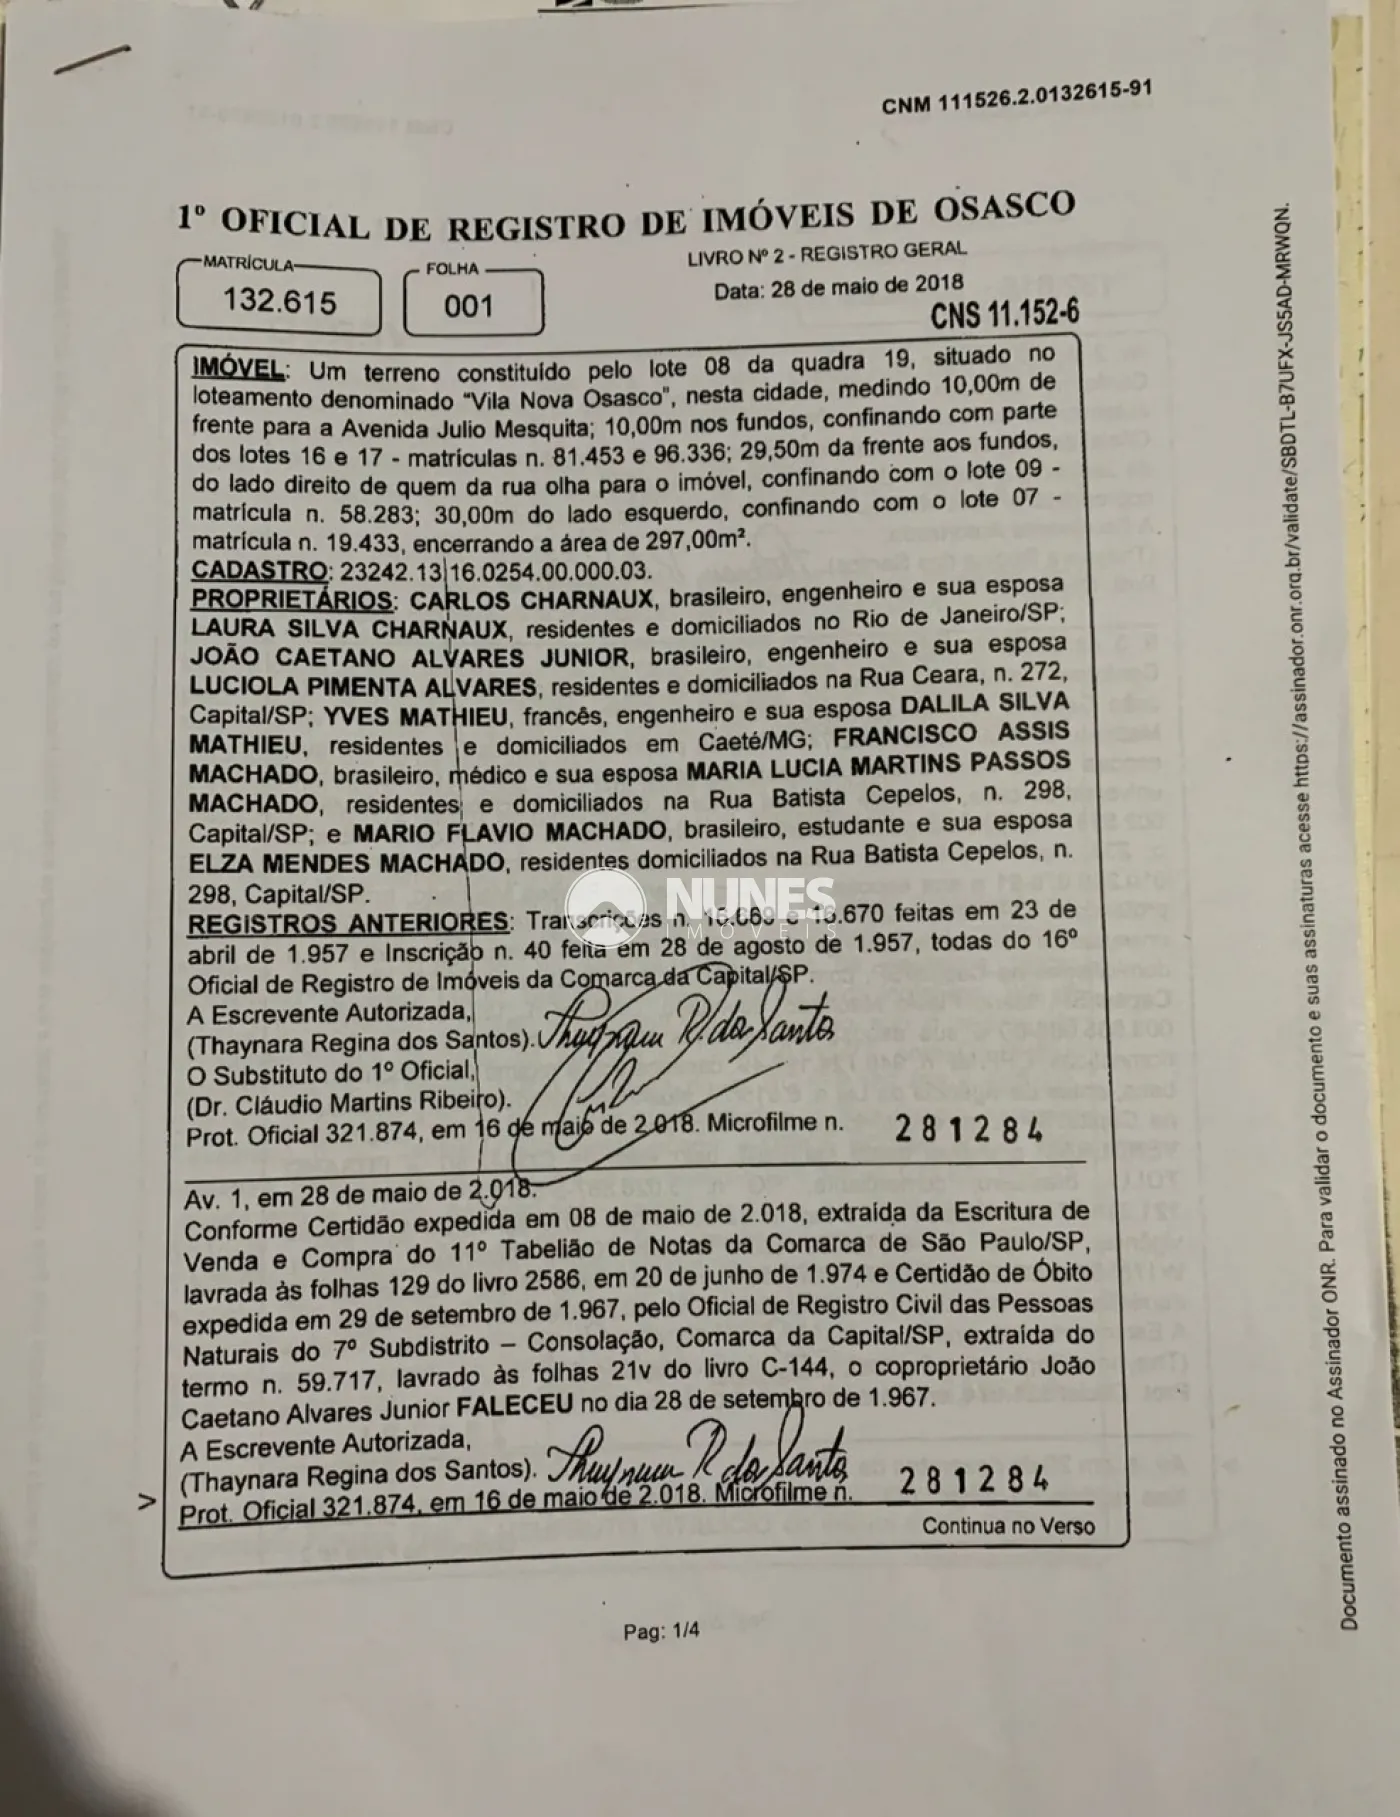 CNM 111526.2.0132615-91
1º OFICIAL DE REGISTRO DE IMÓVEIS DE OSASCO
MATRÍCULA
132.615
FOLHA
001
LIVRO Nº 2 - REGISTRO GERAL
Data: 28 de maio de 2018
CNS 11.152-6
IMÓVEL: Um terreno constituído pelo lote 08 da quadra 19, situado no
loteamento denominado "Vila Nova Osasco", nesta cidade, medindo 10,00m de
frente para a Avenida Julio Mesquita; 10,00m nos fundos, confinando com parte
dos lotes 16 e 17 - matrículas n. 81.453 e 96.336; 29,50m da frente aos fundos,
do lado direito de quem da rua olha para o imóvel, confinando com o lote 09 -
matrícula n. 58.283; 30,00m do lado esquerdo, confinando com o lote 07 -
matrícula n. 19.433, encerrando a área de 297,00m².
CADASTRO: 23242.13.16.0254.00.000.03.
PROPRIETÁRIOS: CARLOS CHARNAUX, brasileiro, engenheiro e sua esposa
LAURA SILVA CHARNAUX, residentes e domiciliados no Rio de Janeiro/SP;
JOÃO CAETANO ALVARES JUNIOR, brasileiro, engenheiro e sua esposa
LUCIOLA PIMENTA ALVARES, residentes e domiciliados na Rua Ceara, n. 272,
Capital/SP; YVES MATHIEU, francês, engenheiro e sua esposa DALILA SILVA
MATHIEU, residentes e domiciliados em Caeté/MG; FRANCISCO ASSIS
MACHADO, brasileiro, médico e sua esposa MARIA LUCIA MARTINS PASSOS
MACHADO, residentes e domiciliados na Rua Batista Cepelos, n. 298,
Capital/SP; e MARIO FLAVIO MACHADO, brasileiro, estudante e sua esposa
ELZA MENDES MACHADO, residentes domiciliados na Rua Batista Cepelos, n.
298, Capital/SP.
NUNES
IMÓVEIS
REGISTROS ANTERIORES: Transcrições n. 16.669 e 16.670 feitas em 23 de
abril de 1.957 e Inscrição n. 40 feita em 28 de agosto de 1.957, todas do 16º
Oficial de Registro de Imóveis da Comarca da Capital/SP.
A Escrevente Autorizada,
(Thaynara Regina dos Santos). Thaynara R. dos Santos
O Substituto do 1º Oficial,
(Dr. Cláudio Martins Ribeiro).
Prot. Oficial 321.874, em 16 de maio de 2.018. Microfilme n. 281284
Av. 1, em 28 de maio de 2.018.
Conforme Certidão expedida em 08 de maio de 2.018, extraída da Escritura de
Venda e Compra do 11º Tabelião de Notas da Comarca de São Paulo/SP,
lavrada às folhas 129 do livro 2586, em 20 de junho de 1.974 e Certidão de Óbito
expedida em 29 de setembro de 1.967, pelo Oficial de Registro Civil das Pessoas
Naturais do 7º Subdistrito – Consolação, Comarca da Capital/SP, extraída do
termo n. 59.717, lavrado às folhas 21v do livro C-144, o coproprietário João
Caetano Alvares Junior FALECEU no dia 28 de setembro de 1.967.
A Escrevente Autorizada,
(Thaynara Regina dos Santos). Thaynara R dos Santos
> Prot. Oficial 321.874, em 16 de maio de 2.018. Microfilme n. 281284
Continua no Verso
Pag: 1/4
Documento assinado no Assinador ONR. Para validar o documento e suas assinaturas acesse https://assinador.onr.org.br/validate/SBDTL-B7UFX-JS5AD-MRWQN.